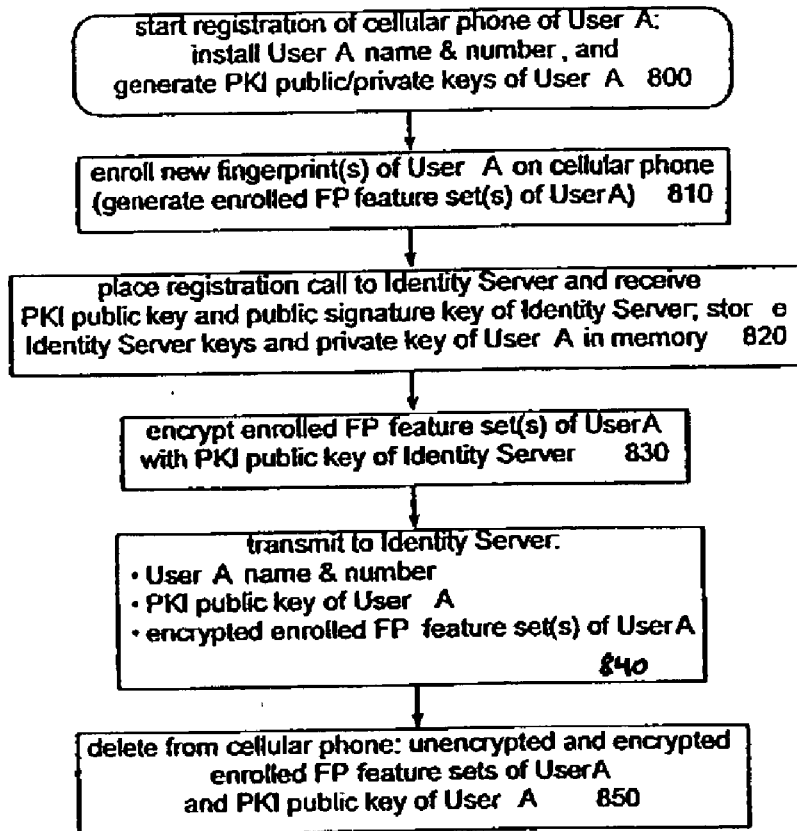 start registration of cellular phone of User A:
install User A name & number, and
generate PKI public/private keys of User A 800
enroll new fingerprint(s) of User A on cellular phone
(generate enrolled FP feature set(s) of User A) 810
place registration call to Identity Server and receive
PKI public key and public signature key of Identity Server; stor e
Identity Server keys and private key of User A in memory 820
encrypt enrolled FP feature set(s) of User A
with PKI public key of Identity Server 830
transmit to Identity Server:
• User A name & number
• PKI public key of User A
• encrypted enrolled FP feature set(s) of User A
840
delete from cellular phone: unencrypted and encrypted
enrolled FP feature sets of User A
and PKI public key of User A 850